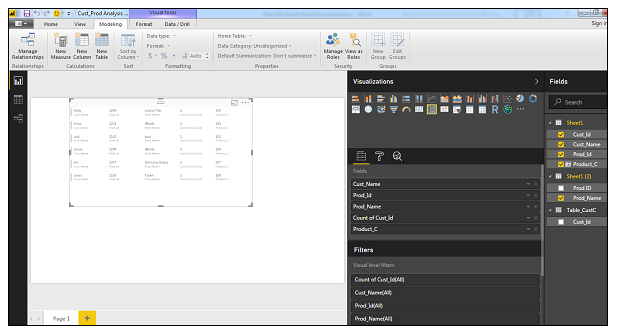 Cust_Prod Analysis ...
Visual tools
Home View Modeling Format Data / Drill
Sign in
Manage Relationships
New Measure
New Column
New Table
Sort by Column
Data type:
Format:
$ - % , Auto
Home Table:
Data Category: Uncategorized
Default Summarization: Don't summarize
Manage Roles
View as Roles
New Group
Edit Groups
Relationships Calculations Sort Formatting Properties Security Groups
Visualizations
Fields
Search
Sheet1
Cust_Id
Cust_Name
Prod_Id
Product_C
Sheet1 (2)
Prod ID
Prod_Name
Table_CustC
Cust_Id
Fields
Cust_Name
Prod_Id
Prod_Name
Count of Cust_Id
Product_C
Filters
Visual level filters
Count of Cust_Id(All)
Cust_Name(All)
Prod_Id(All)
Prod_Name(All)
Page 1